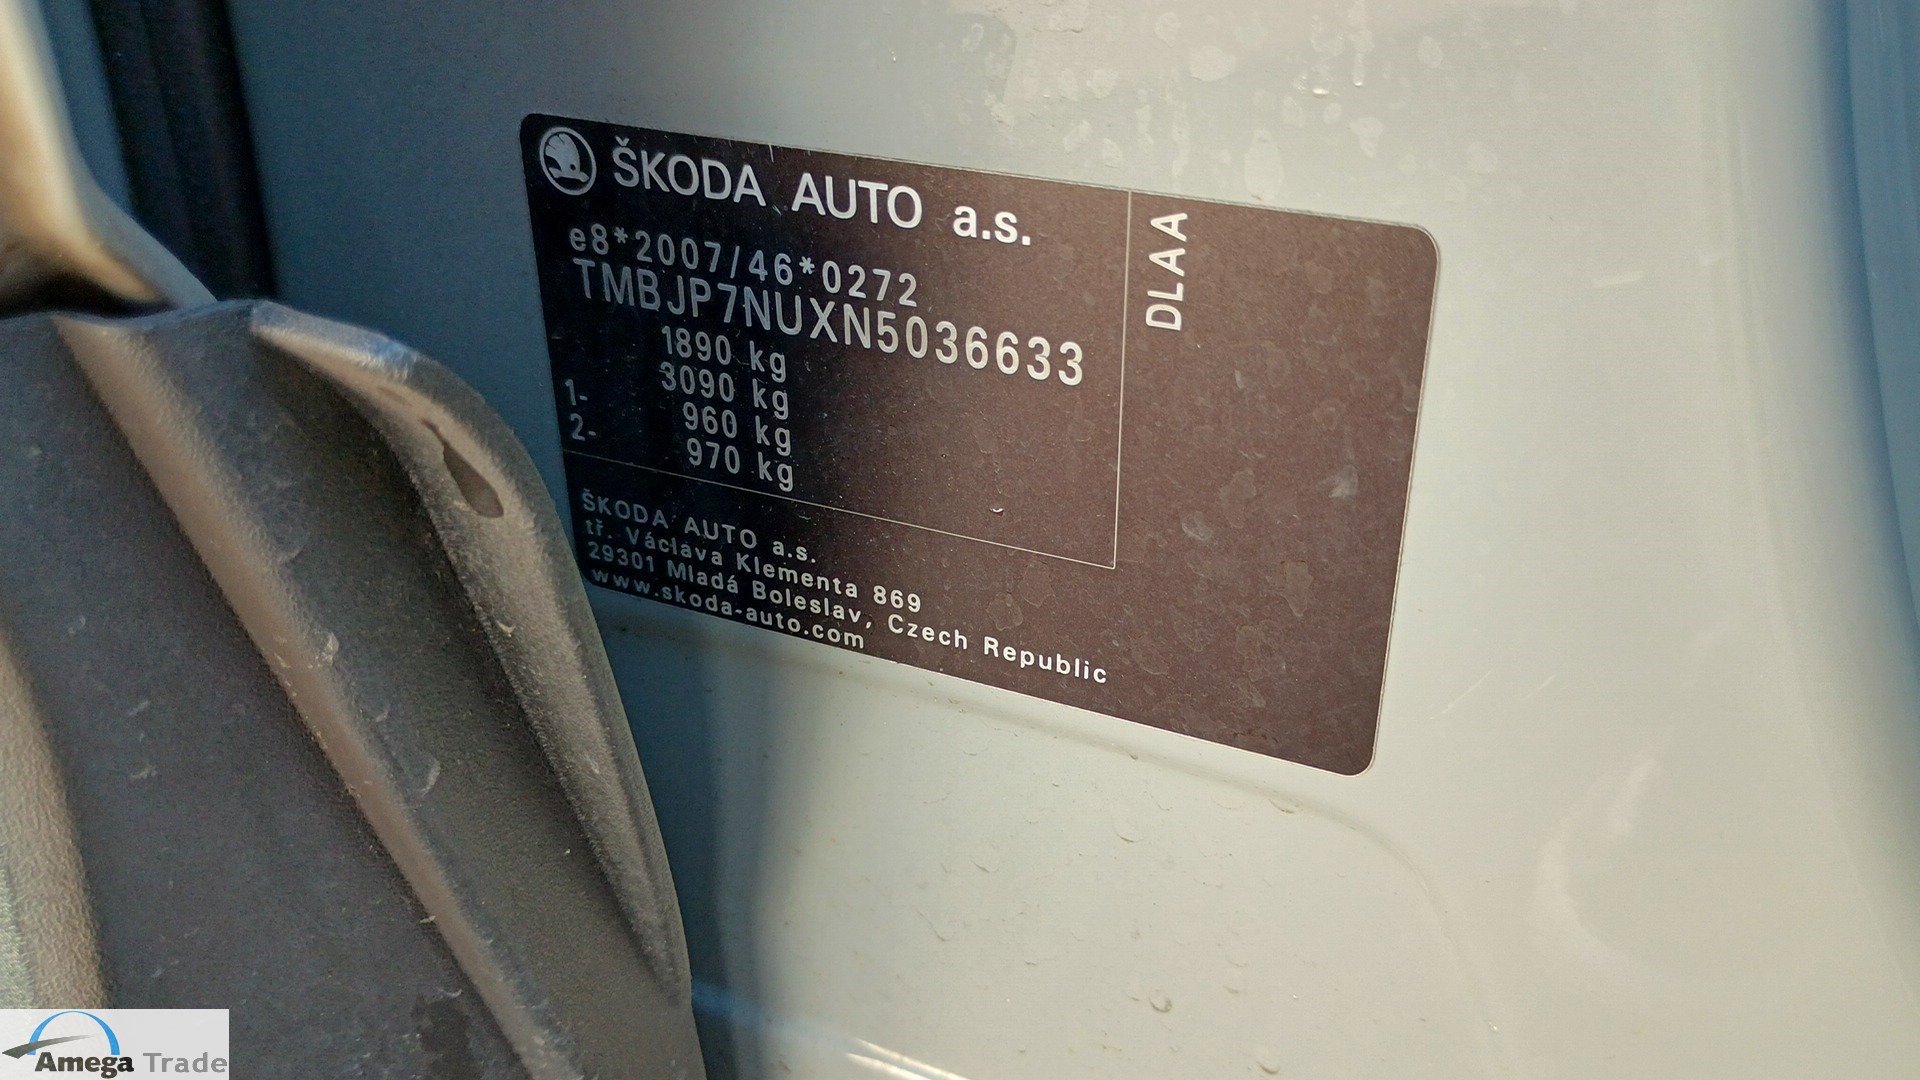 ŠKODA AUTO a.s.
e8*2007/46*0272
TMBJP7NUXN5036633
1890 kg
3090 kg
1- 960 kg
2- 970 kg
DLAA
ŠKODA AUTO a.s.
tř. Václava Klementa 869
29301 Mladá Boleslav, Czech Republic
www.skoda-auto.com
Amega Trade